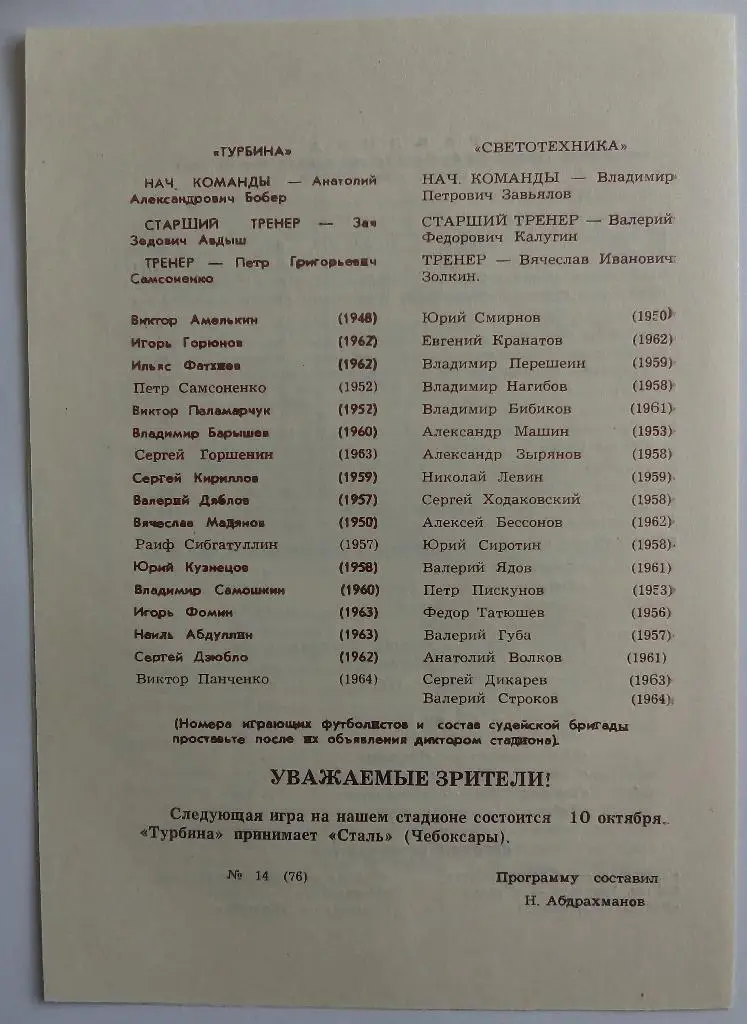 «ТУРБИНА»
НАЧ. КОМАНДЫ — Анатолий
Александрович Бобер
СТАРШИЙ ТРЕНЕР — Зая
Зедович Авдыш
ТРЕНЕР — Петр Григорьевич
Самсоненко
Виктор Амелькин (1948)
Игорь Горюнов (1962)
Ильяс Фатхиев (1962)
Петр Самсоненко (1952)
Виктор Паламарчук (1952)
Владимир Барышев (1960)
Сергей Горшенин (1963)
Сергей Кириллов (1959)
Валерий Дяблов (1957)
Вячеслав Мадянов (1950)
Раиф Сибгатуллин (1957)
Юрий Кузнецов (1958)
Владимир Самошкин (1960)
Игорь Фомин (1963)
Наиль Абдуллин (1963)
Сергей Дзюбло (1962)
Виктор Панченко (1964)
«СВЕТОТЕХНИКА»
НАЧ. КОМАНДЫ — Владимир
Петрович Завьялов
СТАРШИЙ ТРЕНЕР — Валерий
Федорович Калугин
ТРЕНЕР — Вячеслав Иванович
Золкин.
Юрий Смирнов (1950)
Евгений Кранатов (1962)
Владимир Перешеин (1959)
Владимир Нагибов (1958)
Владимир Бибиков (1961)
Александр Машин (1953)
Александр Зырянов (1958)
Николай Левин (1959)
Сергей Ходаковский (1958)
Алексей Бессонов (1962)
Юрий Сиротин (1958)
Валерий Ядов (1961)
Петр Пискунов (1953)
Федор Татюшев (1956)
Валерий Губа (1957)
Анатолий Волков (1961)
Сергей Дикарев (1963)
Валерий Строков (1964)
(Номера играющих футболистов и состав судейской бригады
проставьте после их объявления диктором стадиона).
УВАЖАЕМЫЕ ЗРИТЕЛИ!
Следующая игра на нашем стадионе состоится 10 октября.
«Турбина» принимает «Сталь» (Чебоксары).
№ 14 (76)
Программу составил
Н. Абдрахманов